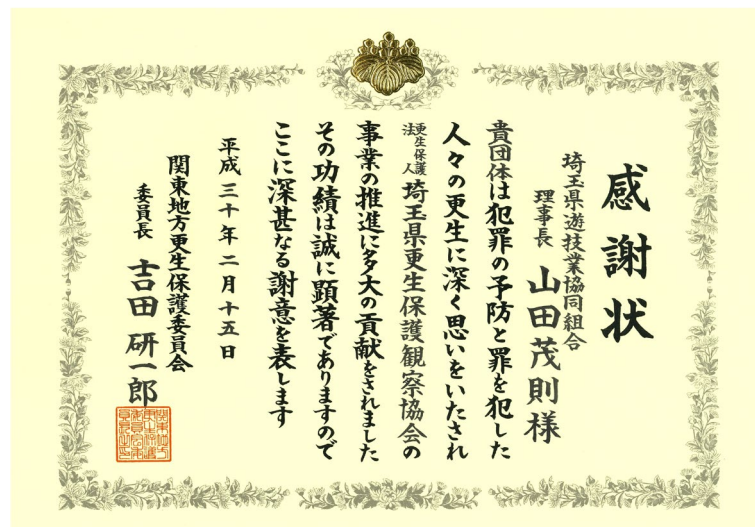 感謝状
埼玉県遊技業協同組合
理事長 山田茂則様
貴団体は犯罪の予防と罪を犯した
人々の更生に深く思いをいたされ
更生保護法人 埼玉県更生保護観察協会の
事業の推進に多大の貢献をされました
その功績は誠に顕著でありますので
ここに深甚なる謝意を表します
平成三十年二月十五日
関東地方更生保護委員会
委員長 吉田研一郎